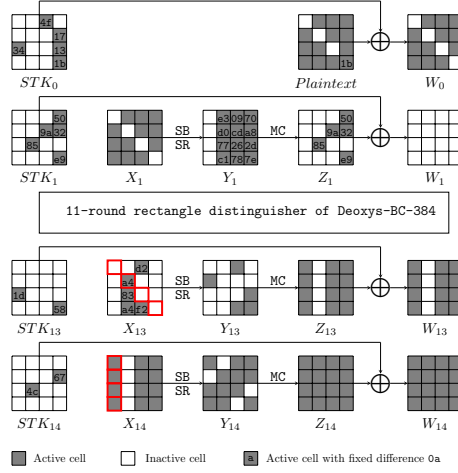 4f
17
34 13
1b 1b
STK0 Plaintext W0
50 e3 09 70 50
9a 32 SB d0 cd a8 MC 9a 32
85 SR 77 26 2d 85
e9 c1 78 7e e9
STK1 X1 Y1 Z1 W1
11-round rectangle distinguisher of Deoxys-BC-384
d2
a4 SB MC
1d 83 SR
58 a4 f2
STK13 X13 Y13 Z13 W13
67 SB MC
4c SR
STK14 X14 Y14 Z14 W14
Active cell Inactive cell a Active cell with fixed difference 0a